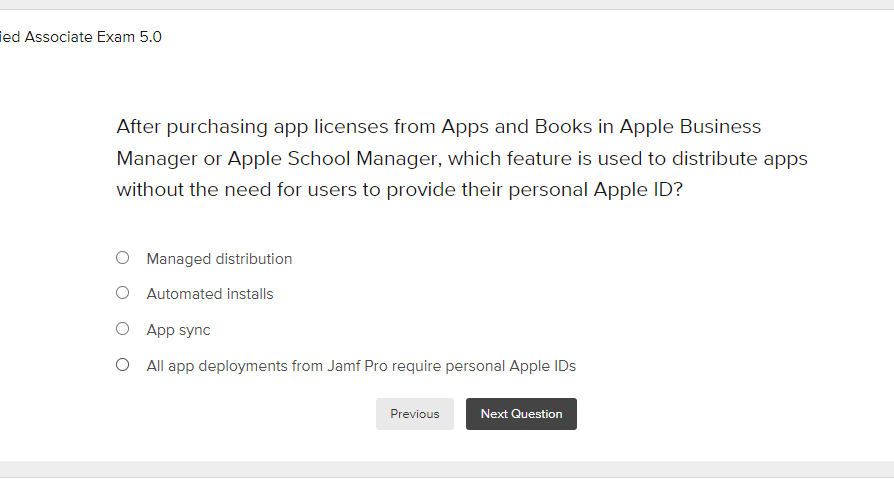 ied Associate Exam 5.0
After purchasing app licenses from Apps and Books in Apple Business
Manager or Apple School Manager, which feature is used to distribute apps
without the need for users to provide their personal Apple ID?
Managed distribution
Automated installs
App sync
All app deployments from Jamf Pro require personal Apple IDs
Previous
Next Question